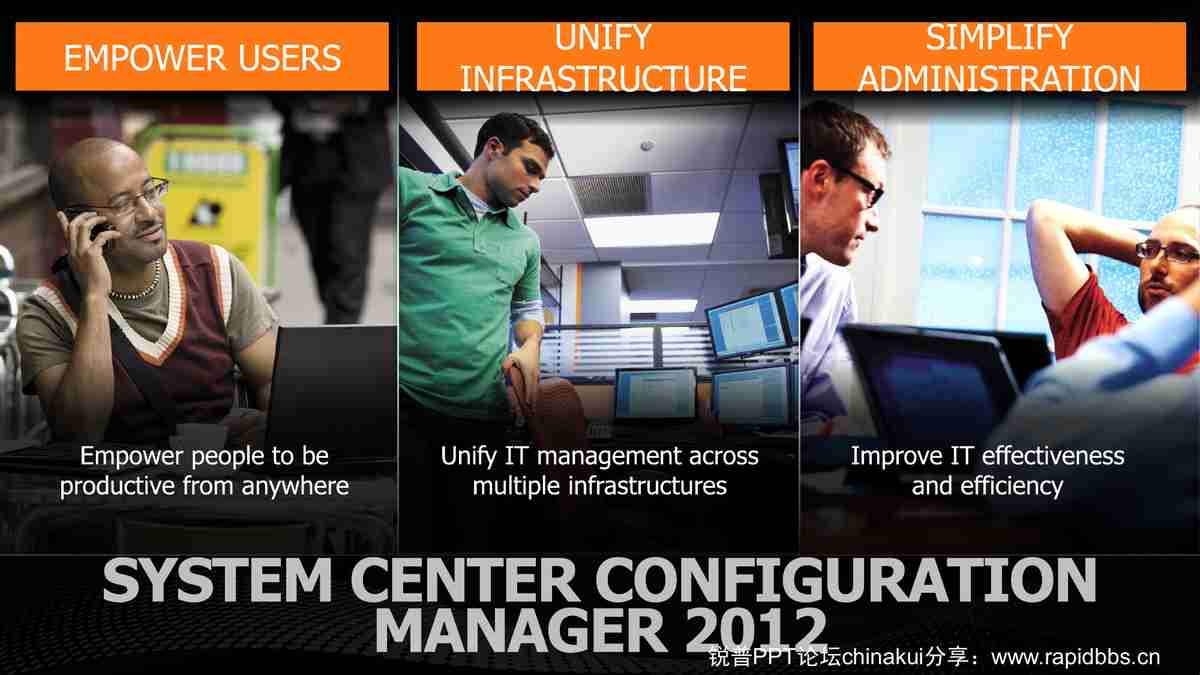 EMPOWER USERS
UNIFY
INFRASTRUCTURE
SIMPLIFY
ADMINISTRATION
Empower people to be
productive from anywhere
Unify IT management across
multiple infrastructures
Improve IT effectiveness
and efficiency
SYSTEM CENTER CONFIGURATION
MANAGER 2012
锐普PPT论坛chinakui分享：www.rapidbbs.cn